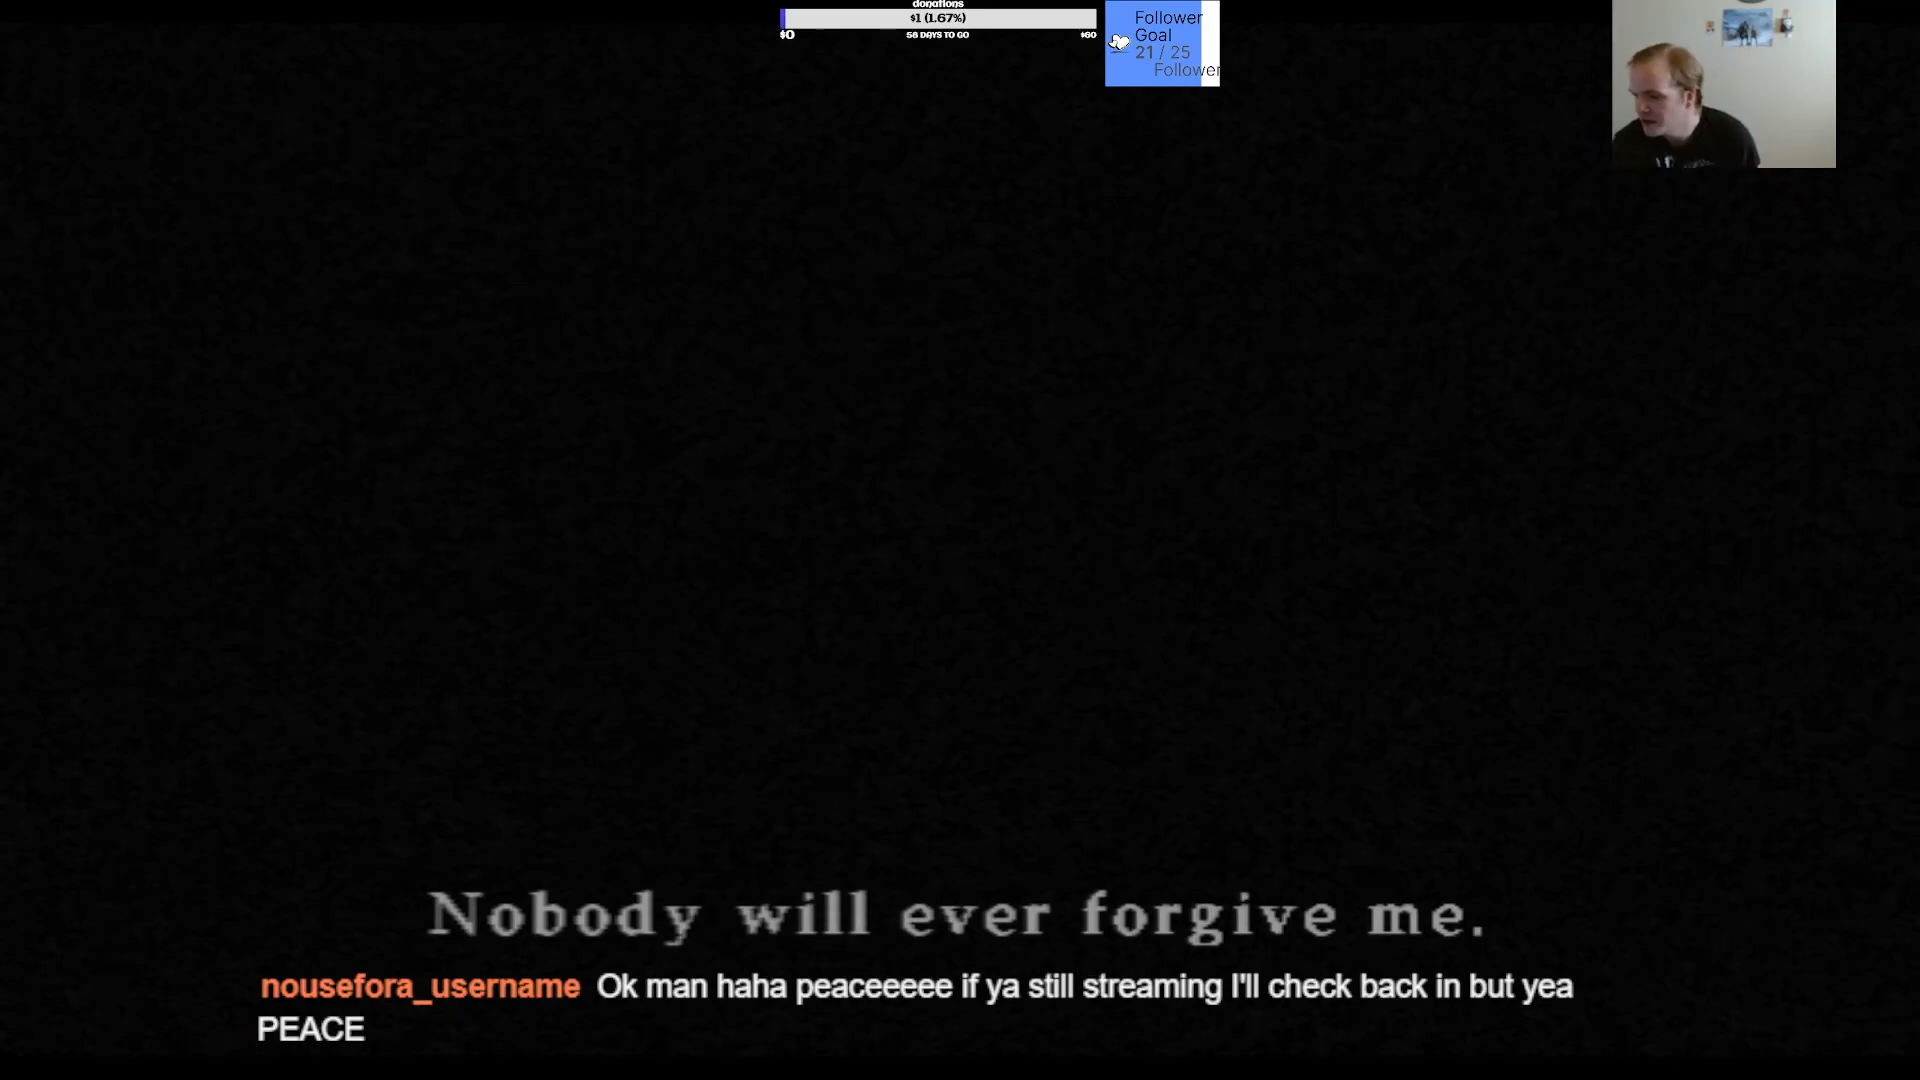 donations
$1 (1.67%)
$0 58 DAYS TO GO $60
Follower
Goal
21 / 25
Follower
Nobody will ever forgive me.
nousefora_username Ok man haha peaceeeee if ya still streaming I'll check back in but yea
PEACE